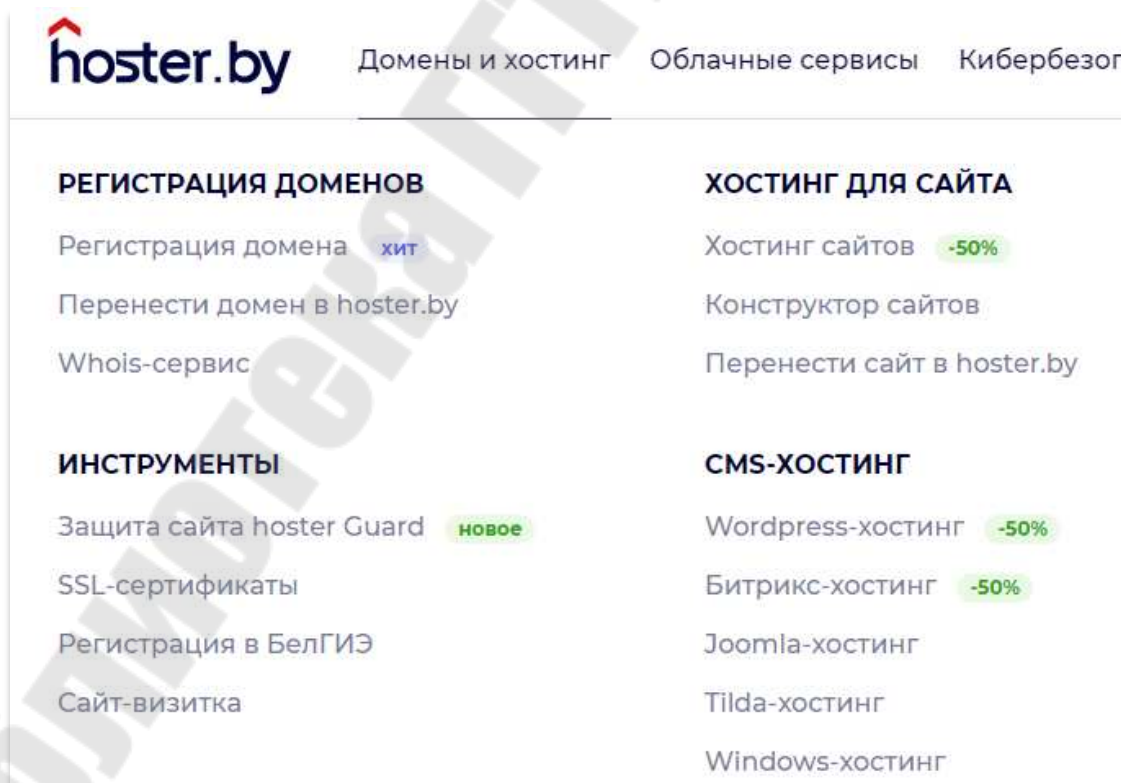 hoster.by
Домены и хостинг Облачные сервисы
РЕГИСТРАЦИЯ ДОМЕНОВ
Регистрация домена хит
Перенести домен в hoster.by
Whois-сервис
ИНСТРУМЕНТЫ
Защита сайта hoster Guard новое
SSL-сертификаты
Регистрация в БелГИЭ
Сайт-визитка
ХОСТИНГ ДЛЯ САЙТА
Хостинг сайтов -50%
Конструктор сайтов
Перенести сайт в hoster.by
CMS-ХОСТИНГ
Wordpress-хостинг -50%
Битрикс-хостинг -50%
Joomla-хостинг
Tilda-хостинг
Windows-хостинг